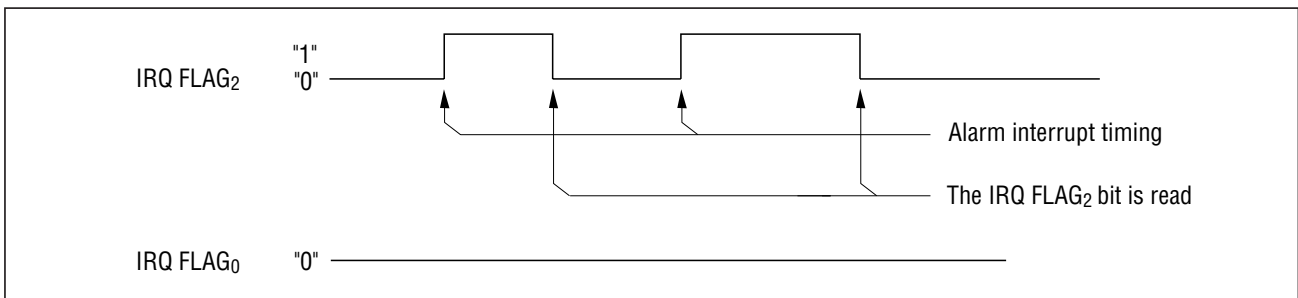 "1"
IRQ FLAG2 "0"
Alarm interrupt timing
The IRQ FLAG2 bit is read
IRQ FLAG0 "0"